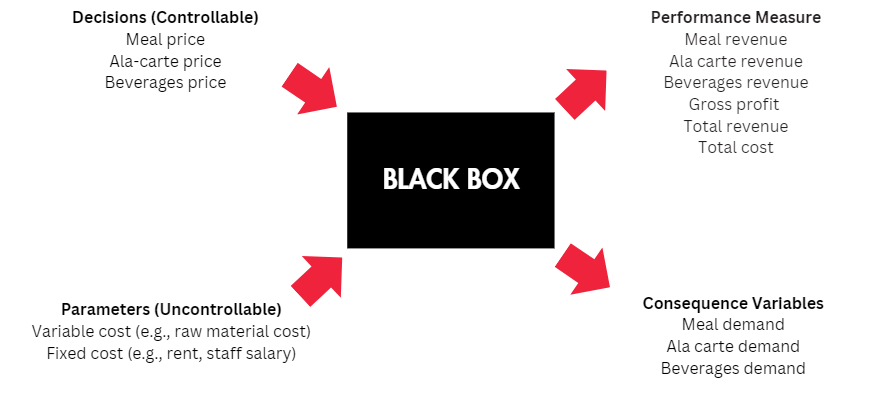 Decisions (Controllable)
Meal price
Ala-carte price
Beverages price
Performance Measure
Meal revenue
Ala carte revenue
Beverages revenue
Gross profit
Total revenue
Total cost
BLACK BOX
Parameters (Uncontrollable)
Variable cost (e.g., raw material cost)
Fixed cost (e.g., rent, staff salary)
Consequence Variables
Meal demand
Ala carte demand
Beverages demand